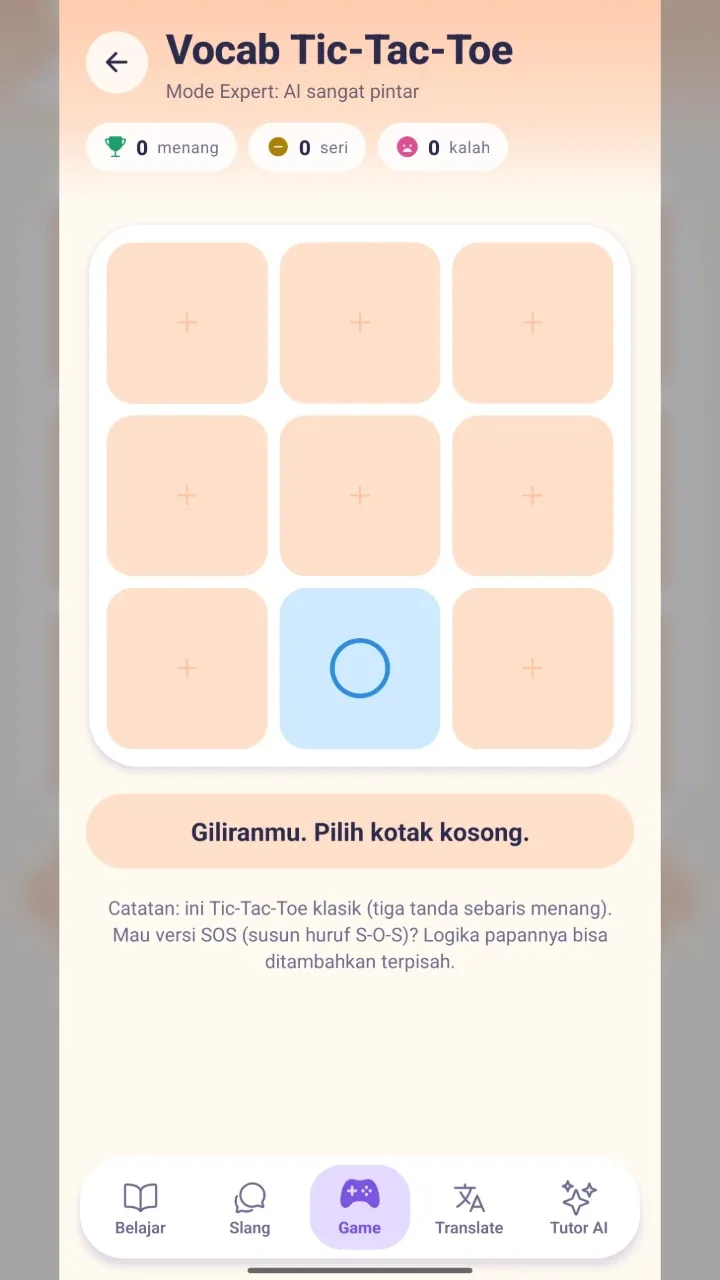 Vocab Tic-Tac-Toe
Mode Expert: AI sangat pintar
0 menang
0 seri
0 kalah
Giliranmu. Pilih kotak kosong.
Catatan: ini Tic-Tac-Toe klasik (tiga tanda sebaris menang).
Mau versi SOS (susun huruf S-O-S)? Logika papannya bisa
ditambahkan terpisah.
Belajar
Slang
Game
Translate
Tutor AI